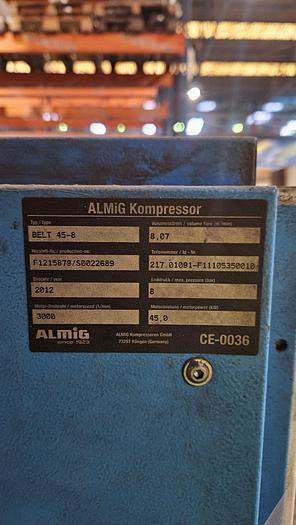 ALMiG Kompressor
Typ / type
Volumenstrom / volume flow (m³/min)
BELT 45-8
8,07
Herstell-Nr. / production-no.
Teilenummer / Id - Nr.
F1215879/S0022689
217.01091-F11105350010
Baujahr / year
Enddruck / max. pressure (bar)
2012
8
Motor-Drehzahl / motorspeed (1/min)
Motorleistung / motorpower (kW)
3000
45,0
ALMiG
since 1923
ALMiG Kompressoren GmbH
73257 Köngen (Germany)
CE-0036